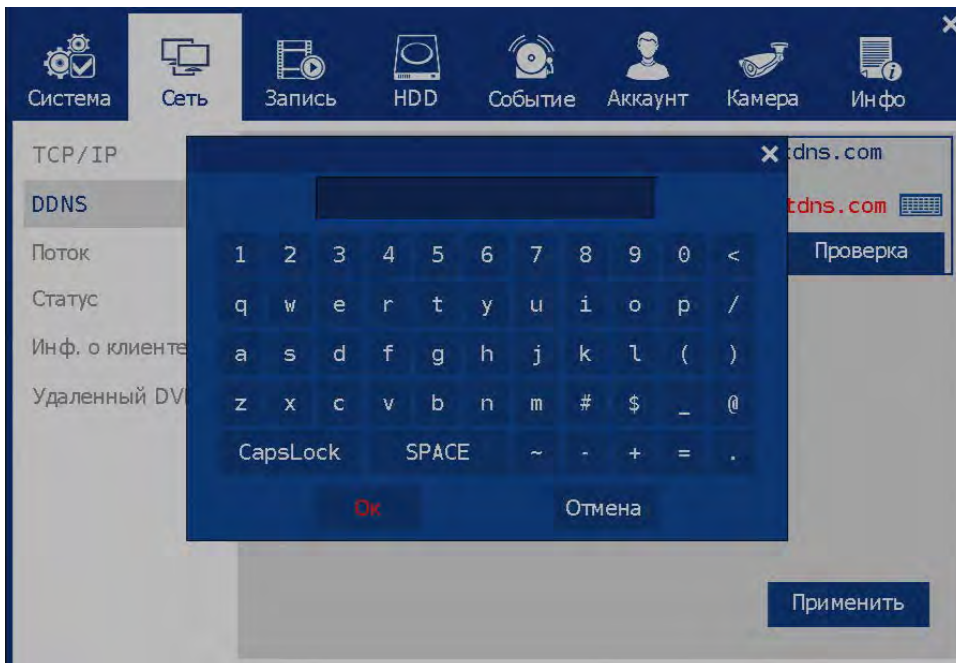 Система Сеть Запись HDD Событие Аккаунт Камера Инфо
TCP/IP
DDNS
Поток
Статус
Инф. о клиенте
Удаленный
dns.com
tdns.com
Проверка
1 2 3 4 5 6 7 8 9 0 <
q w e r t y u i o p /
a s d f g h j k l ( )
z x c v b n m # $ _ @
CapsLock SPACE ~ - + = .
Ок Отмена
Применить